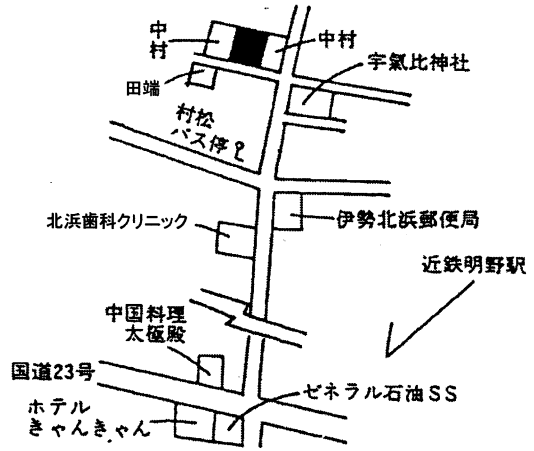 中村
中村
宇氣比神社
田端
村松
バス停
北浜歯科クリニック
伊勢北浜郵便局
近鉄明野駅
中国料理
太極殿
国道23号
ゼネラル石油SS
ホテル
きゃんきゃん